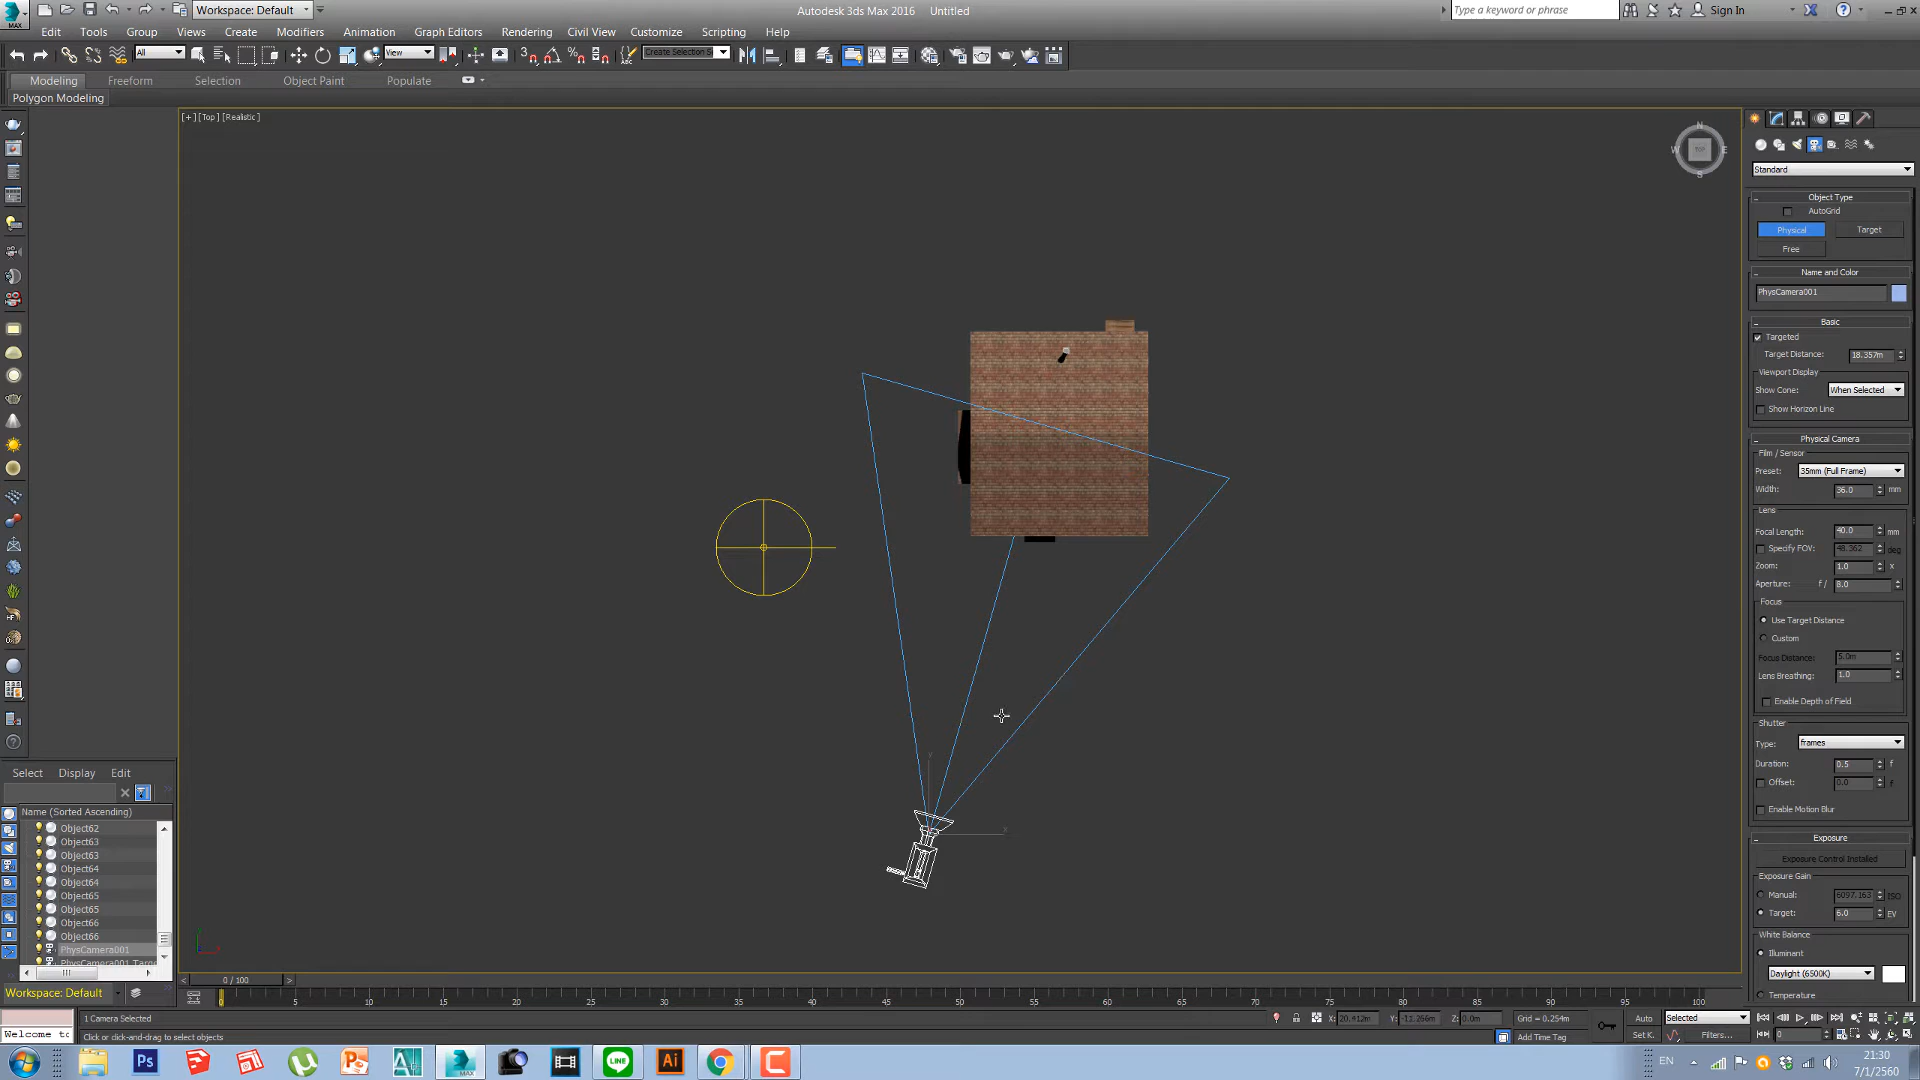 Workspace: Default
Autodesk 3ds Max 2016    Untitled
Type a keyword or phrase
Sign In
MAX
Edit Tools Group Views Create Modifiers Animation Graph Editors Rendering Civil View Customize Scripting Help
All
View
Create Selection S
Modeling Freeform Selection Object Paint Populate
Polygon Modeling
[+] [Top] [Realistic]
N
W TOP E
S
Standard
Object Type
AutoGrid
Physical Target
Free
Name and Color
PhysCamera001
Basic
Targeted
Target Distance: 18.357m
Viewport Display
Show Cone: When Selected
Show Horizon Line
Physical Camera
Film / Sensor
Preset: 35mm (Full Frame)
Width: 36.0 mm
Lens
Focal Length: 40.0 mm
Specify FOV: 48.362 deg
Zoom: 1.0 x
Aperture: f / 8.0
Focus
Use Target Distance
Custom
Focus Distance: 5.0m
Lens Breathing: 1.0
Enable Depth of Field
Shutter
Type: frames
Duration: 0.5 f
Offset: 0.0 f
Enable Motion Blur
Exposure
Exposure Control Installed
Exposure Gain
Manual: 6097.163 ISO
Target: 6.0 EV
White Balance
Illuminant
Daylight (6500K)
Temperature
Select Display Edit
Name (Sorted Ascending)
Object62
Object63
Object63
Object64
Object64
Object65
Object65
Object66
Object66
PhysCamera001
PhysCamera001.Targe
Workspace: Default
0 / 100
0 5 10 15 20 25 30 35 40 45 50 55 60 65 70 75 80 85 90 95 100
1 Camera Selected
X: 20.412m Y: -11.266m Z: 0.0m Grid = 0.254m
Auto Selected
Welcome to
Click or click-and-drag to select objects
Add Time Tag
Set K. Filters... 0
EN
21:30
7/1/2560
Ps
LINE
Ai